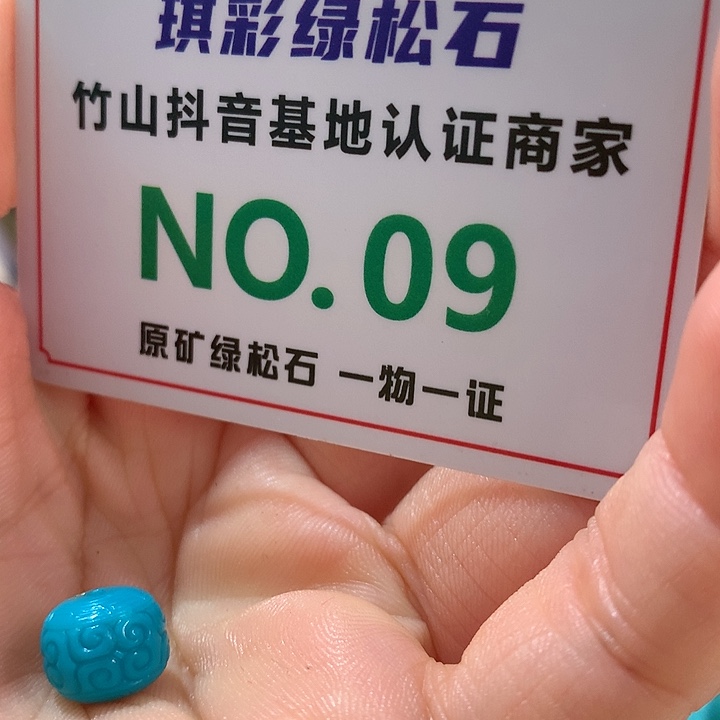 琪彩绿松石
竹山抖音基地认证商家
NO.09
原矿绿松石 一物一证